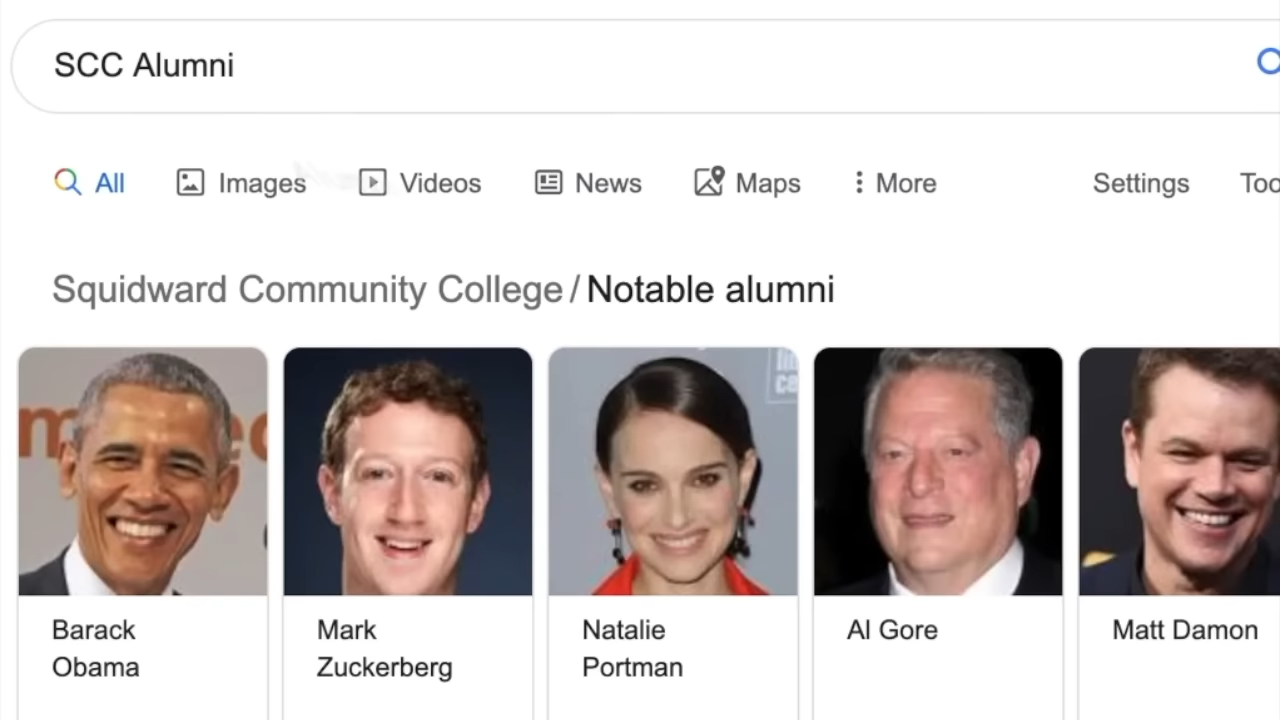 SCC Alumni
All Images Videos News Maps More Settings
Squidward Community College / Notable alumni
Barack Obama
Mark Zuckerberg
Natalie Portman
Al Gore
Matt Damon